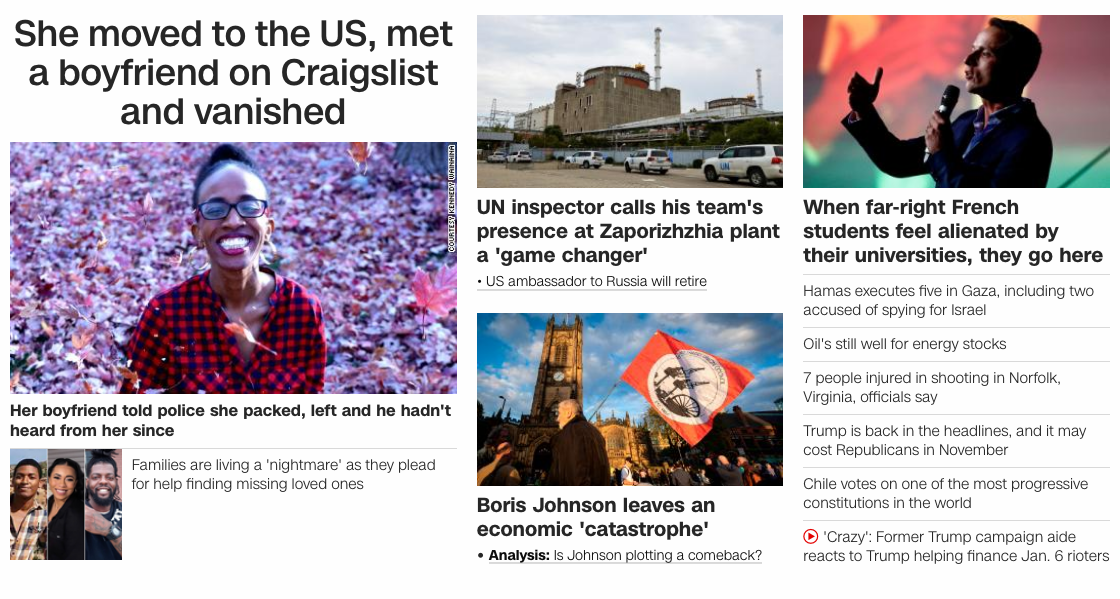 She moved to the US, met
a boyfriend on Craigslist
and vanished
COURTESY KENNEDY WAINAINA
Her boyfriend told police she packed, left and he hadn't
heard from her since
Families are living a 'nightmare' as they plead
for help finding missing loved ones
UN
UN inspector calls his team's
presence at Zaporizhzhia plant
a 'game changer'
• US ambassador to Russia will retire
Boris Johnson leaves an
economic 'catastrophe'
• Analysis: Is Johnson plotting a comeback?
When far-right French
students feel alienated by
their universities, they go here
Hamas executes five in Gaza, including two
accused of spying for Israel
Oil's still well for energy stocks
7 people injured in shooting in Norfolk,
Virginia, officials say
Trump is back in the headlines, and it may
cost Republicans in November
Chile votes on one of the most progressive
constitutions in the world
'Crazy': Former Trump campaign aide
reacts to Trump helping finance Jan. 6 rioters